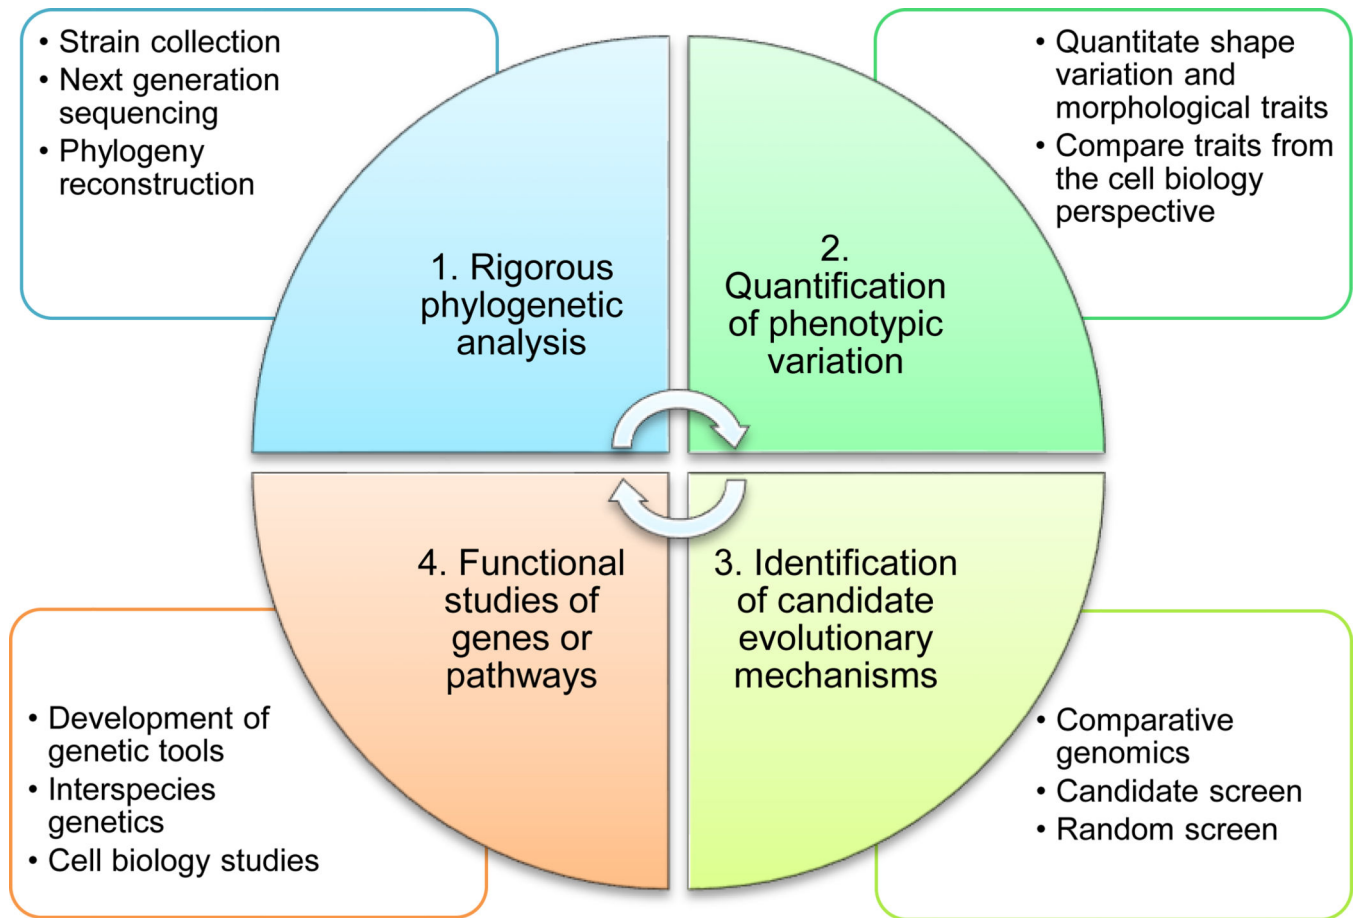 • Strain collection
• Next generation
sequencing
• Phylogeny
reconstruction
• Quantitate shape
variation and
morphological traits
• Compare traits from
the cell biology
perspective
1. Rigorous
phylogenetic
analysis
2.
Quantification
of phenotypic
variation
4. Functional
studies of
genes or
pathways
3. Identification
of candidate
evolutionary
mechanisms
• Development of
genetic tools
• Interspecies
genetics
• Cell biology studies
• Comparative
genomics
• Candidate screen
• Random screen